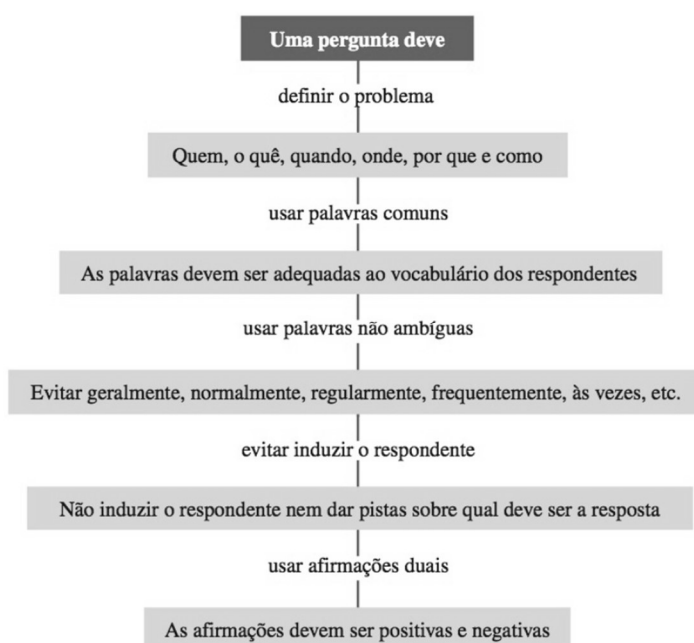 Uma pergunta deve
definir o problema
Quem, o quê, quando, onde, por que e como
usar palavras comuns
As palavras devem ser adequadas ao vocabulário dos respondentes
usar palavras não ambíguas
Evitar geralmente, normalmente, regularmente, frequentemente, às vezes, etc.
evitar induzir o respondente
Não induzir o respondente nem dar pistas sobre qual deve ser a resposta
usar afirmações duais
As afirmações devem ser positivas e negativas